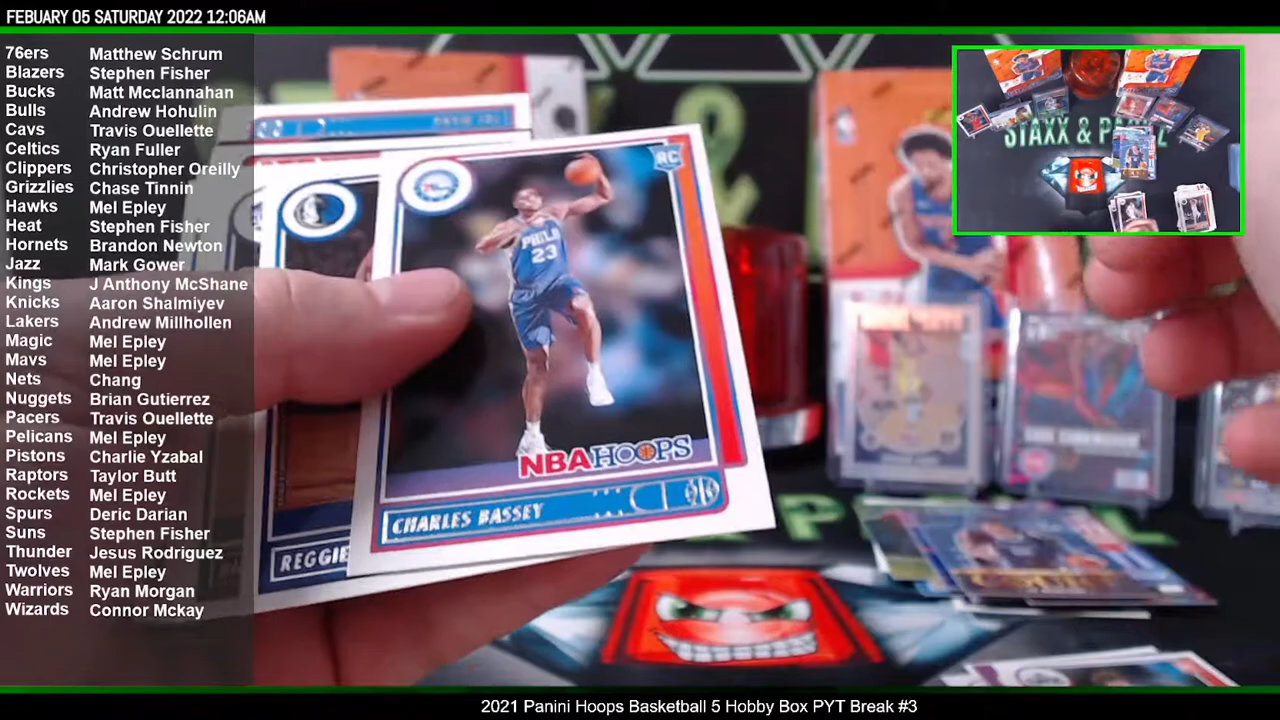 FEBUARY 05 SATURDAY 2022 12:06AM
76ers Matthew Schrum
Blazers Stephen Fisher
Bucks Matt Mcclannahan
Bulls Andrew Hohulin
Cavs Travis Ouellette
Celtics Ryan Fuller
Clippers Christopher Oreilly
Grizzlies Chase Tinnin
Hawks Mel Epley
Heat Stephen Fisher
Hornets Brandon Newton
Jazz Mark Gower
Kings J Anthony McShane
Knicks Aaron Shalmiyev
Lakers Andrew Millhollen
Magic Mel Epley
Mavs Mel Epley
Nets Chang
Nuggets Brian Gutierrez
Pacers Travis Ouellette
Pelicans Mel Epley
Pistons Charlie Yzabal
Raptors Taylor Butt
Rockets Mel Epley
Spurs Deric Darian
Suns Stephen Fisher
Thunder Jesus Rodriguez
Twolves Mel Epley
Warriors Ryan Morgan
Wizards Connor Mckay
RC
PHILA
23
NBA HOOPS
CHARLES BASSEY
REGGIE
STAXX &
2021 Panini Hoops Basketball 5 Hobby Box PYT Break #3